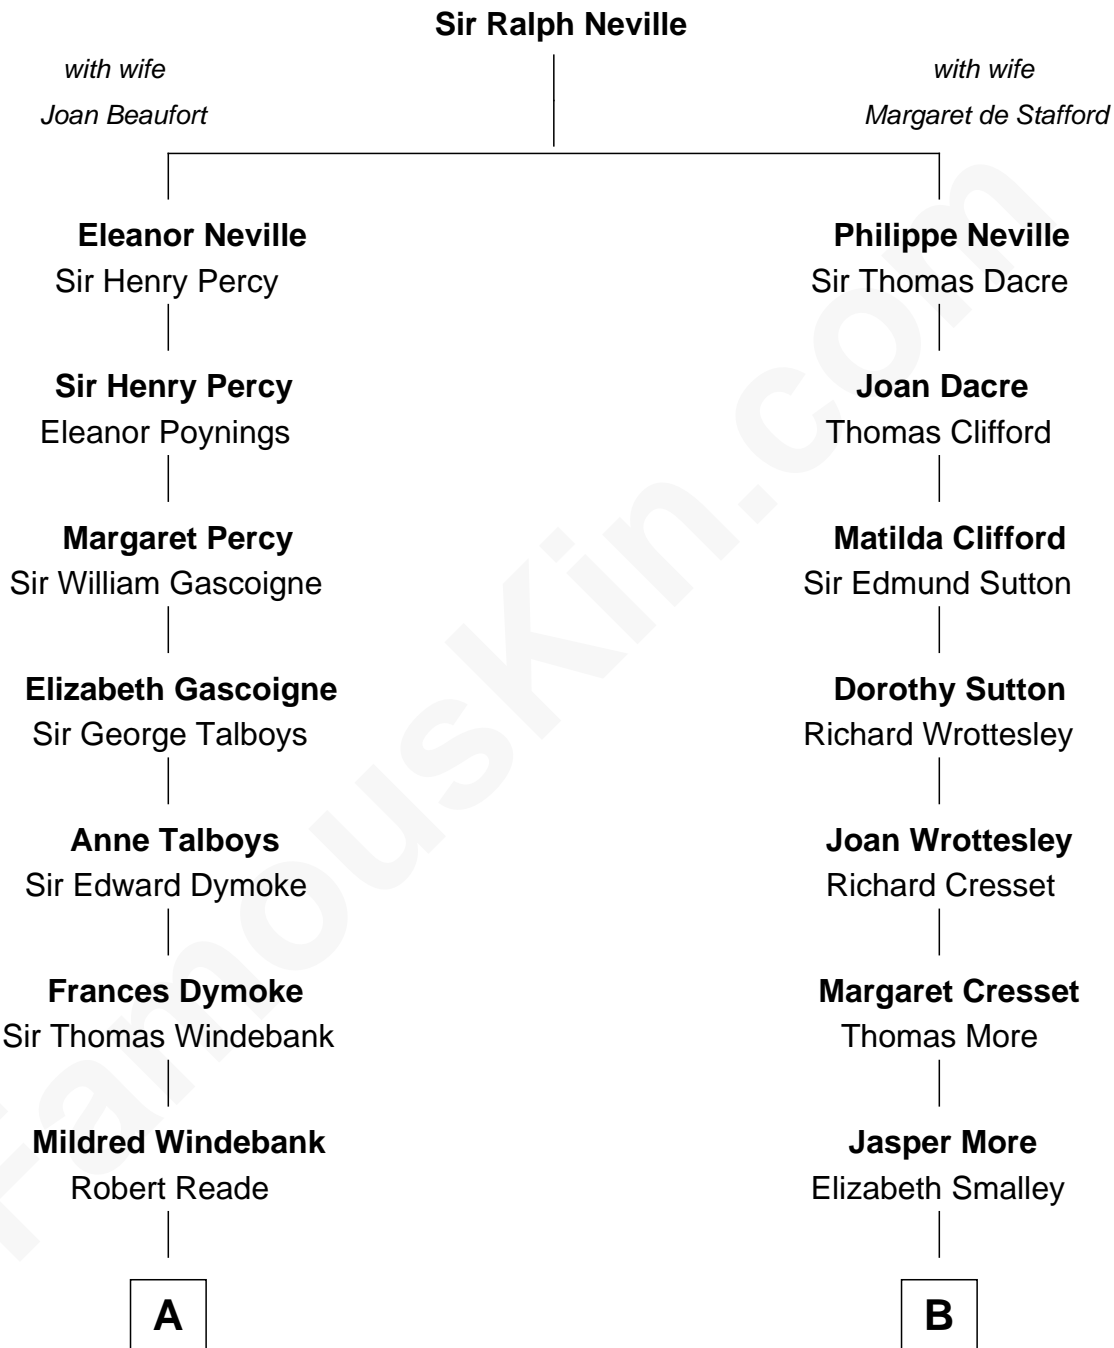 Sir Ralph Neville
with wife
Joan Beaufort
with wife
Margaret de Stafford
Eleanor Neville
Sir Henry Percy
Philippe Neville
Sir Thomas Dacre
Sir Henry Percy
Eleanor Poynings
Joan Dacre
Thomas Clifford
Margaret Percy
Sir William Gascoigne
Matilda Clifford
Sir Edmund Sutton
Elizabeth Gascoigne
Sir George Talboys
Dorothy Sutton
Richard Wrottesley
Anne Talboys
Sir Edward Dymoke
Joan Wrottesley
Richard Cresset
Frances Dymoke
Sir Thomas Windebank
Margaret Cresset
Thomas More
Mildred Windebank
Robert Reade
Jasper More
Elizabeth Smalley
A
B
FamousKin.com